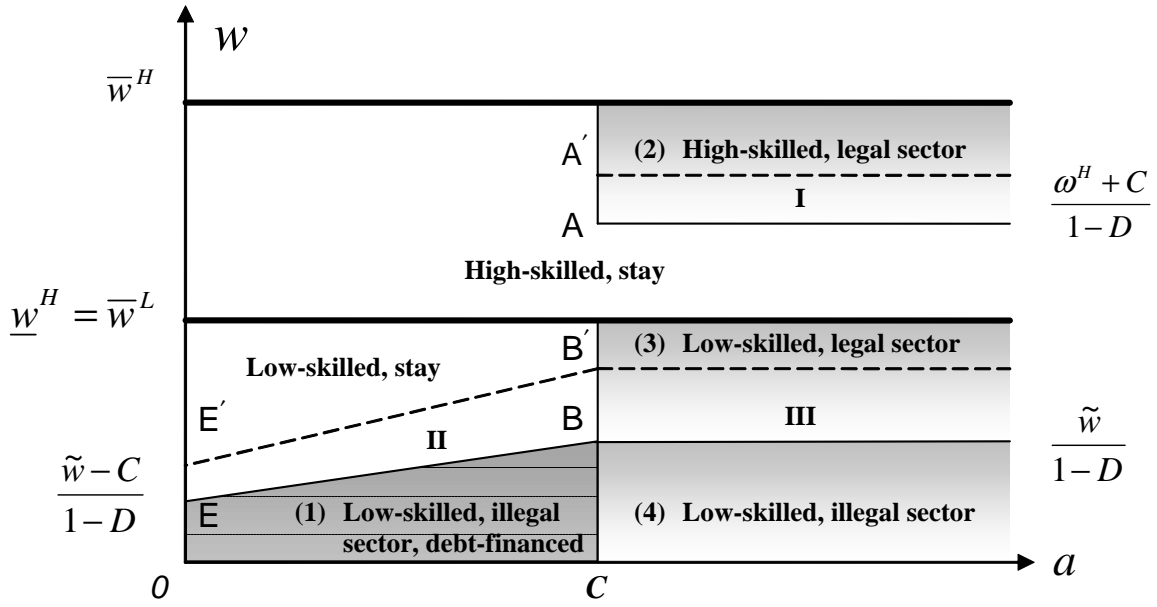 w
w̅ᴴ
A′
(2) High-skilled, legal sector
I
(ωᴴ + C)/(1 − D)
A
High-skilled, stay
w̲ᴴ = w̅ᴸ
B′
(3) Low-skilled, legal sector
Low-skilled, stay
E′
B
III
II
w̃/(1 − D)
(w̃ − C)/(1 − D)
E
(1) Low-skilled, illegal
sector, debt-financed
(4) Low-skilled, illegal sector
0
C
a